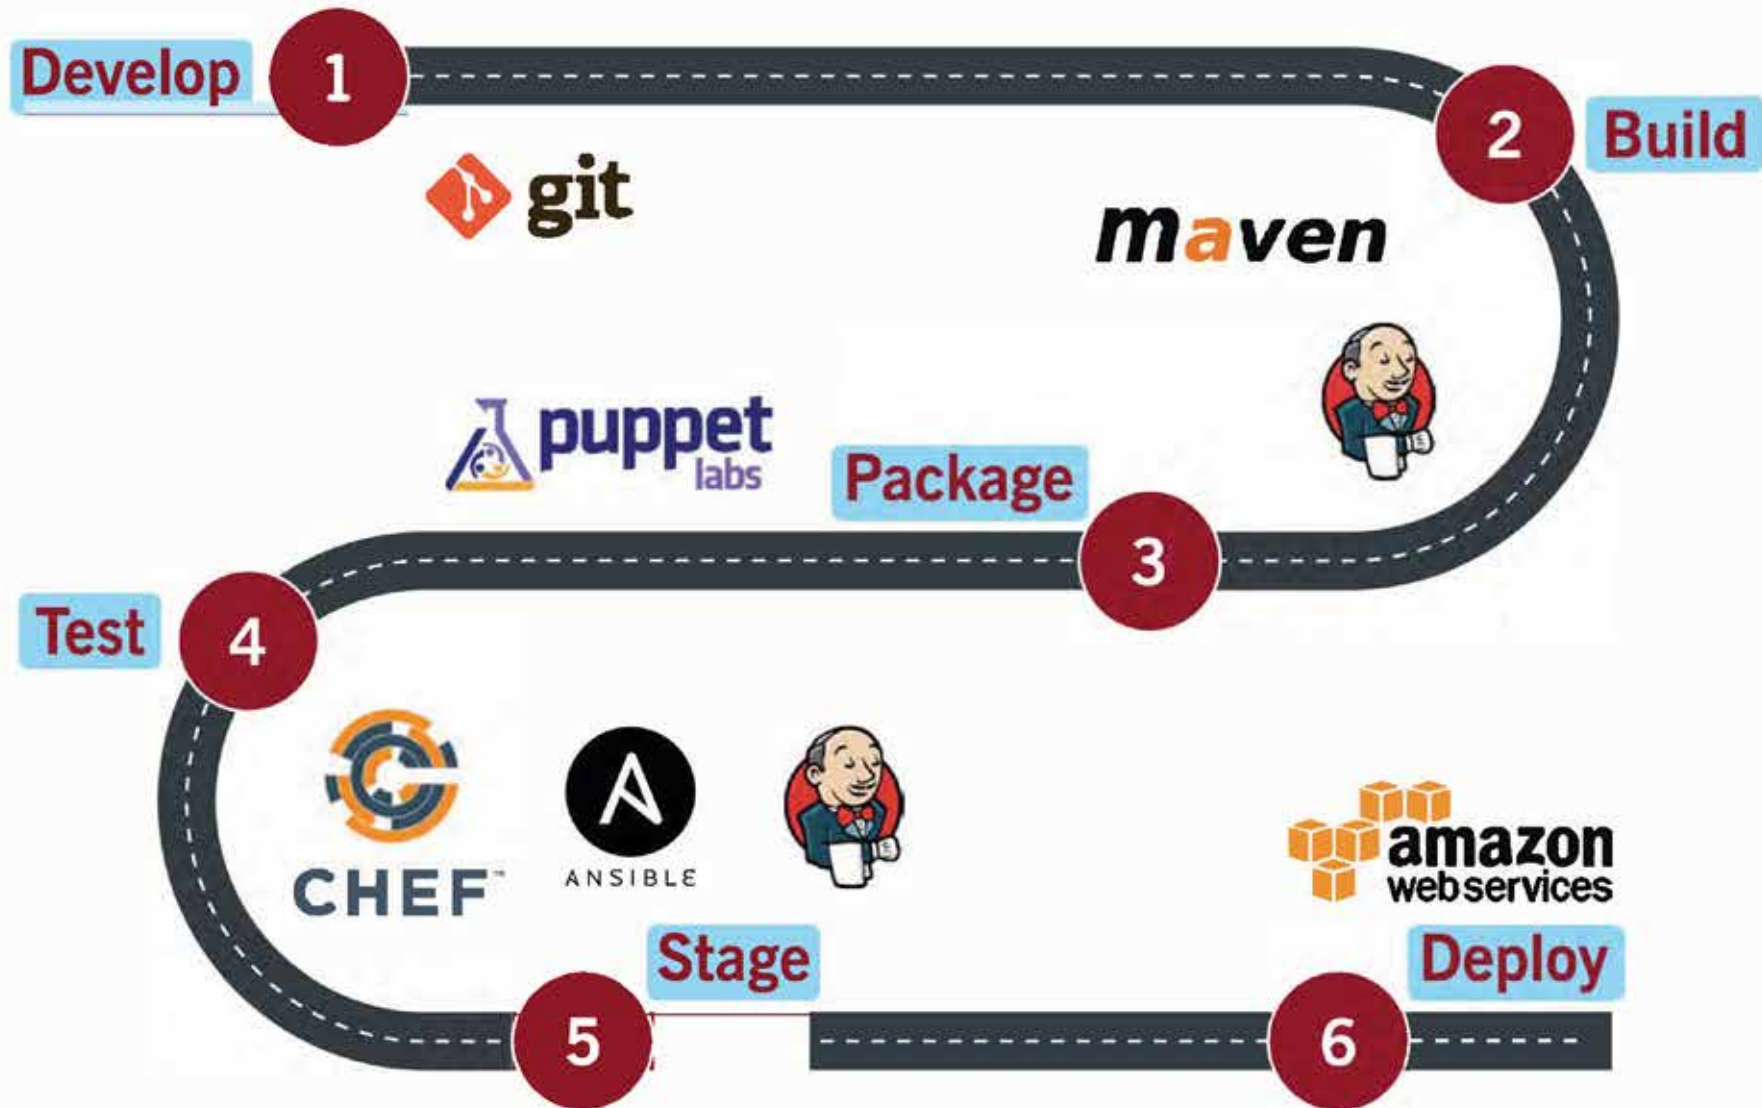 Develop
1
2
Build
git
maven
puppet
labs
Package
3
Test
4
CHEF™
ANSIBLE
amazon
webservices
Stage
Deploy
5
6